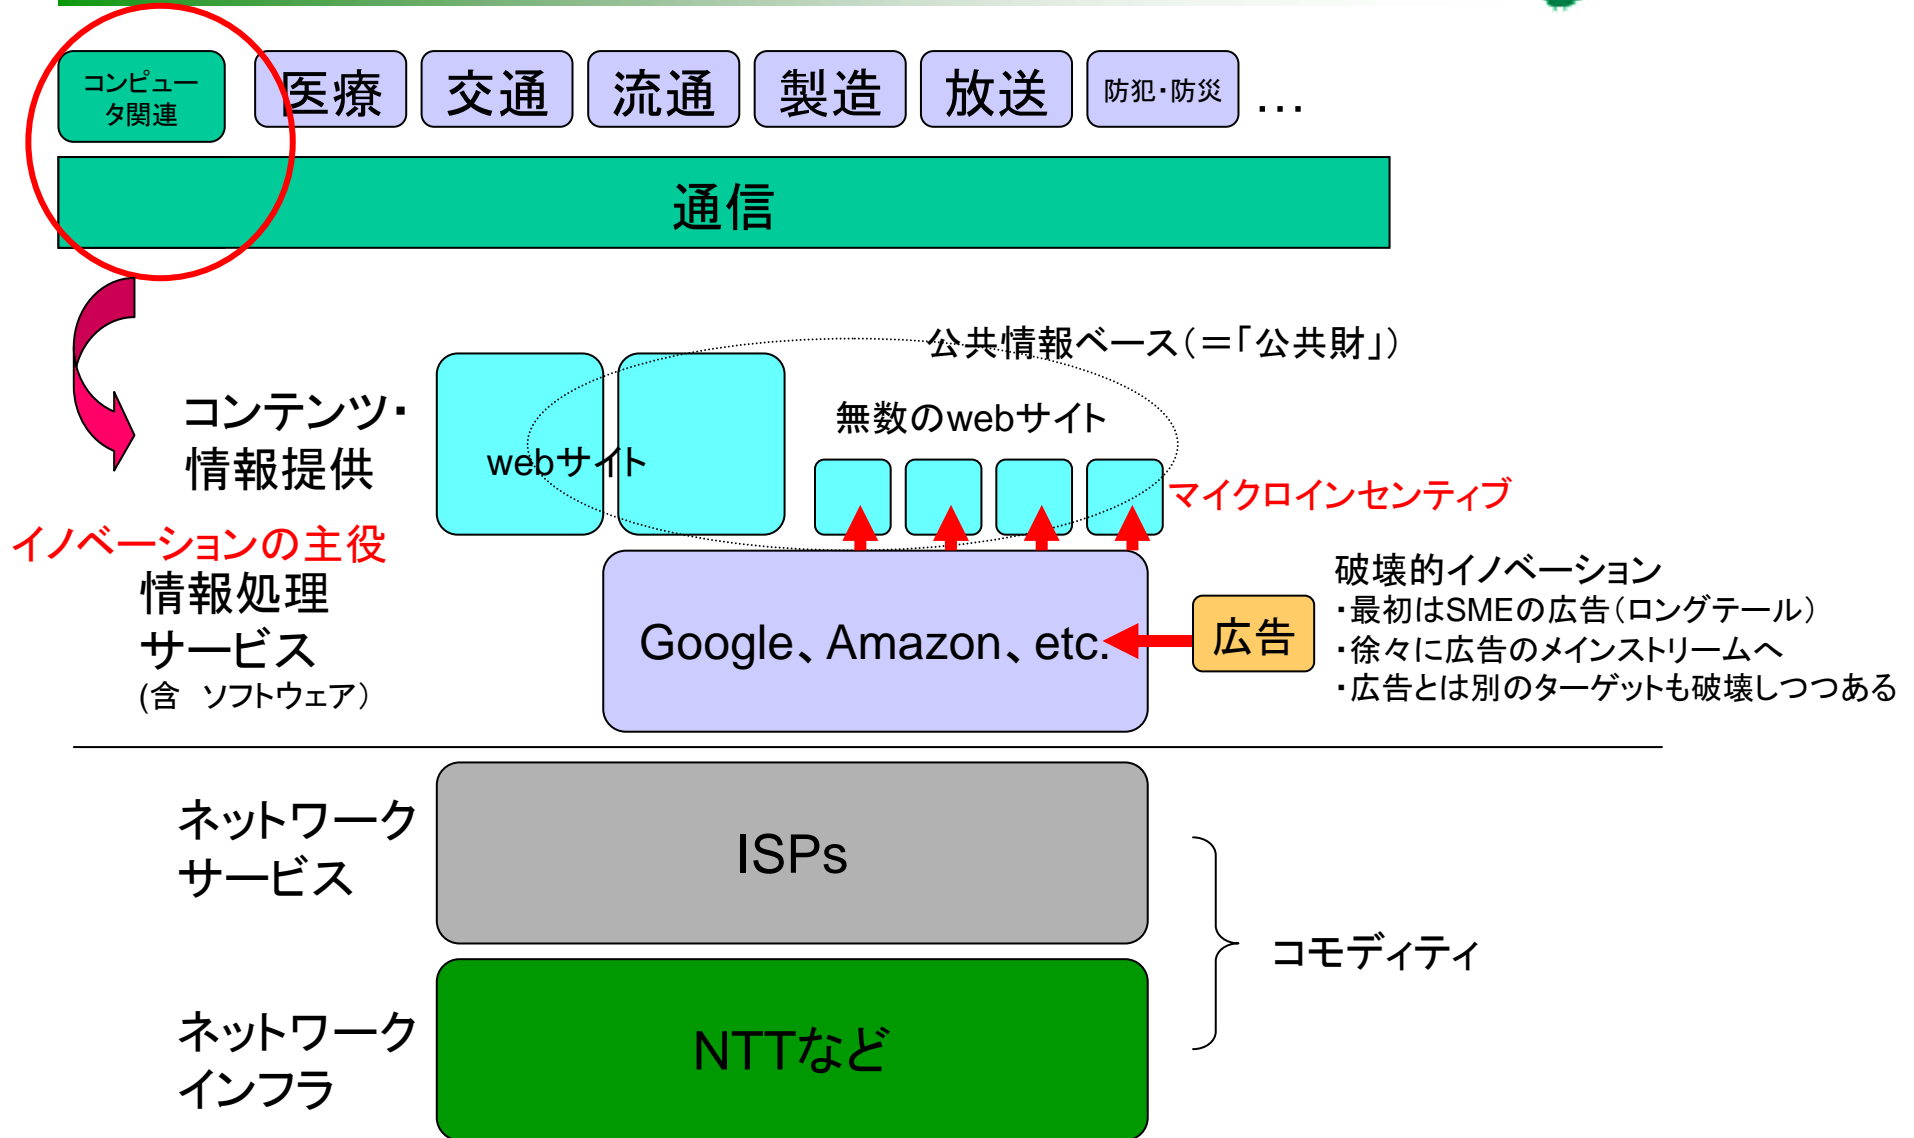 コンピュー
タ関連
医療
交通
流通
製造
放送
防犯・防災
…
通信
公共情報ベース（＝「公共財」）
コンテンツ・
情報提供
webサイト
無数のwebサイト
マイクロインセンティブ
イノベーションの主役
情報処理
サービス
(含　ソフトウェア）
Google、Amazon、etc.
広告
破壊的イノベーション
・最初はSMEの広告（ロングテール）
・徐々に広告のメインストリームへ
・広告とは別のターゲットも破壊しつつある
ネットワーク
サービス
ISPs
コモディティ
ネットワーク
インフラ
NTTなど